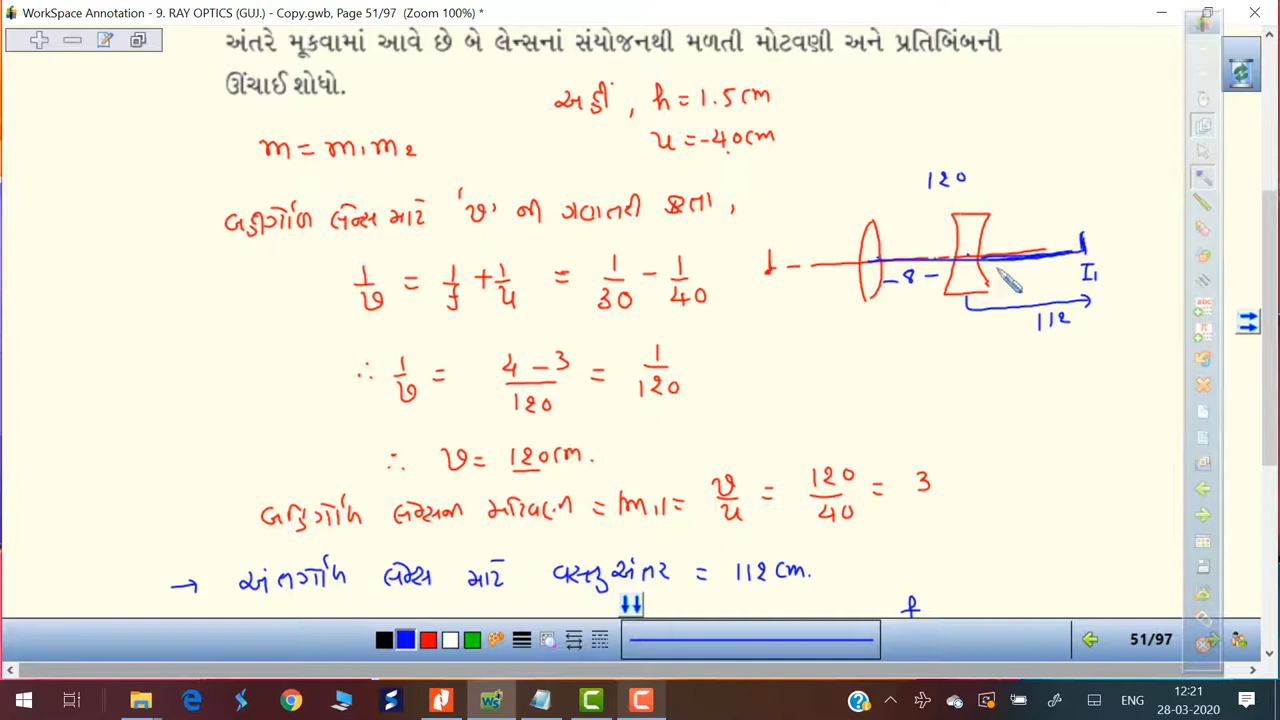 WorkSpace Annotation - 9. RAY OPTICS (GUJ.) - Copy.gwb, Page 51/97 (Zoom 100%) *
અંતરે મૂકવામાં આવે છે બે લેન્સનાં સંયોજનથી મળતી મોટવણી અને પ્રતિબિંબની
ઊંચાઈ શોધો.
અહીં , h = 1.5 cm
u = -40 cm
m = m₁ m₂
બહીર્ગોળ લેન્સ માટે 'v' ની ગણતરી કરતા ,
1/v = 1/f + 1/u = 1/30 - 1/40
∴ 1/v = 4 - 3 / 120 = 1/120
∴ v = 120 cm.
બહિર્ગોળ લેન્સની મોટવણી = |m₁| = v/u = 120/40 = 3
→ અંતર્ગોળ લેન્સ માટે વસ્તુઅંતર = 112 cm.
f
120
- 8 -
I₁
112
51/97
ENG
12:21
28-03-2020